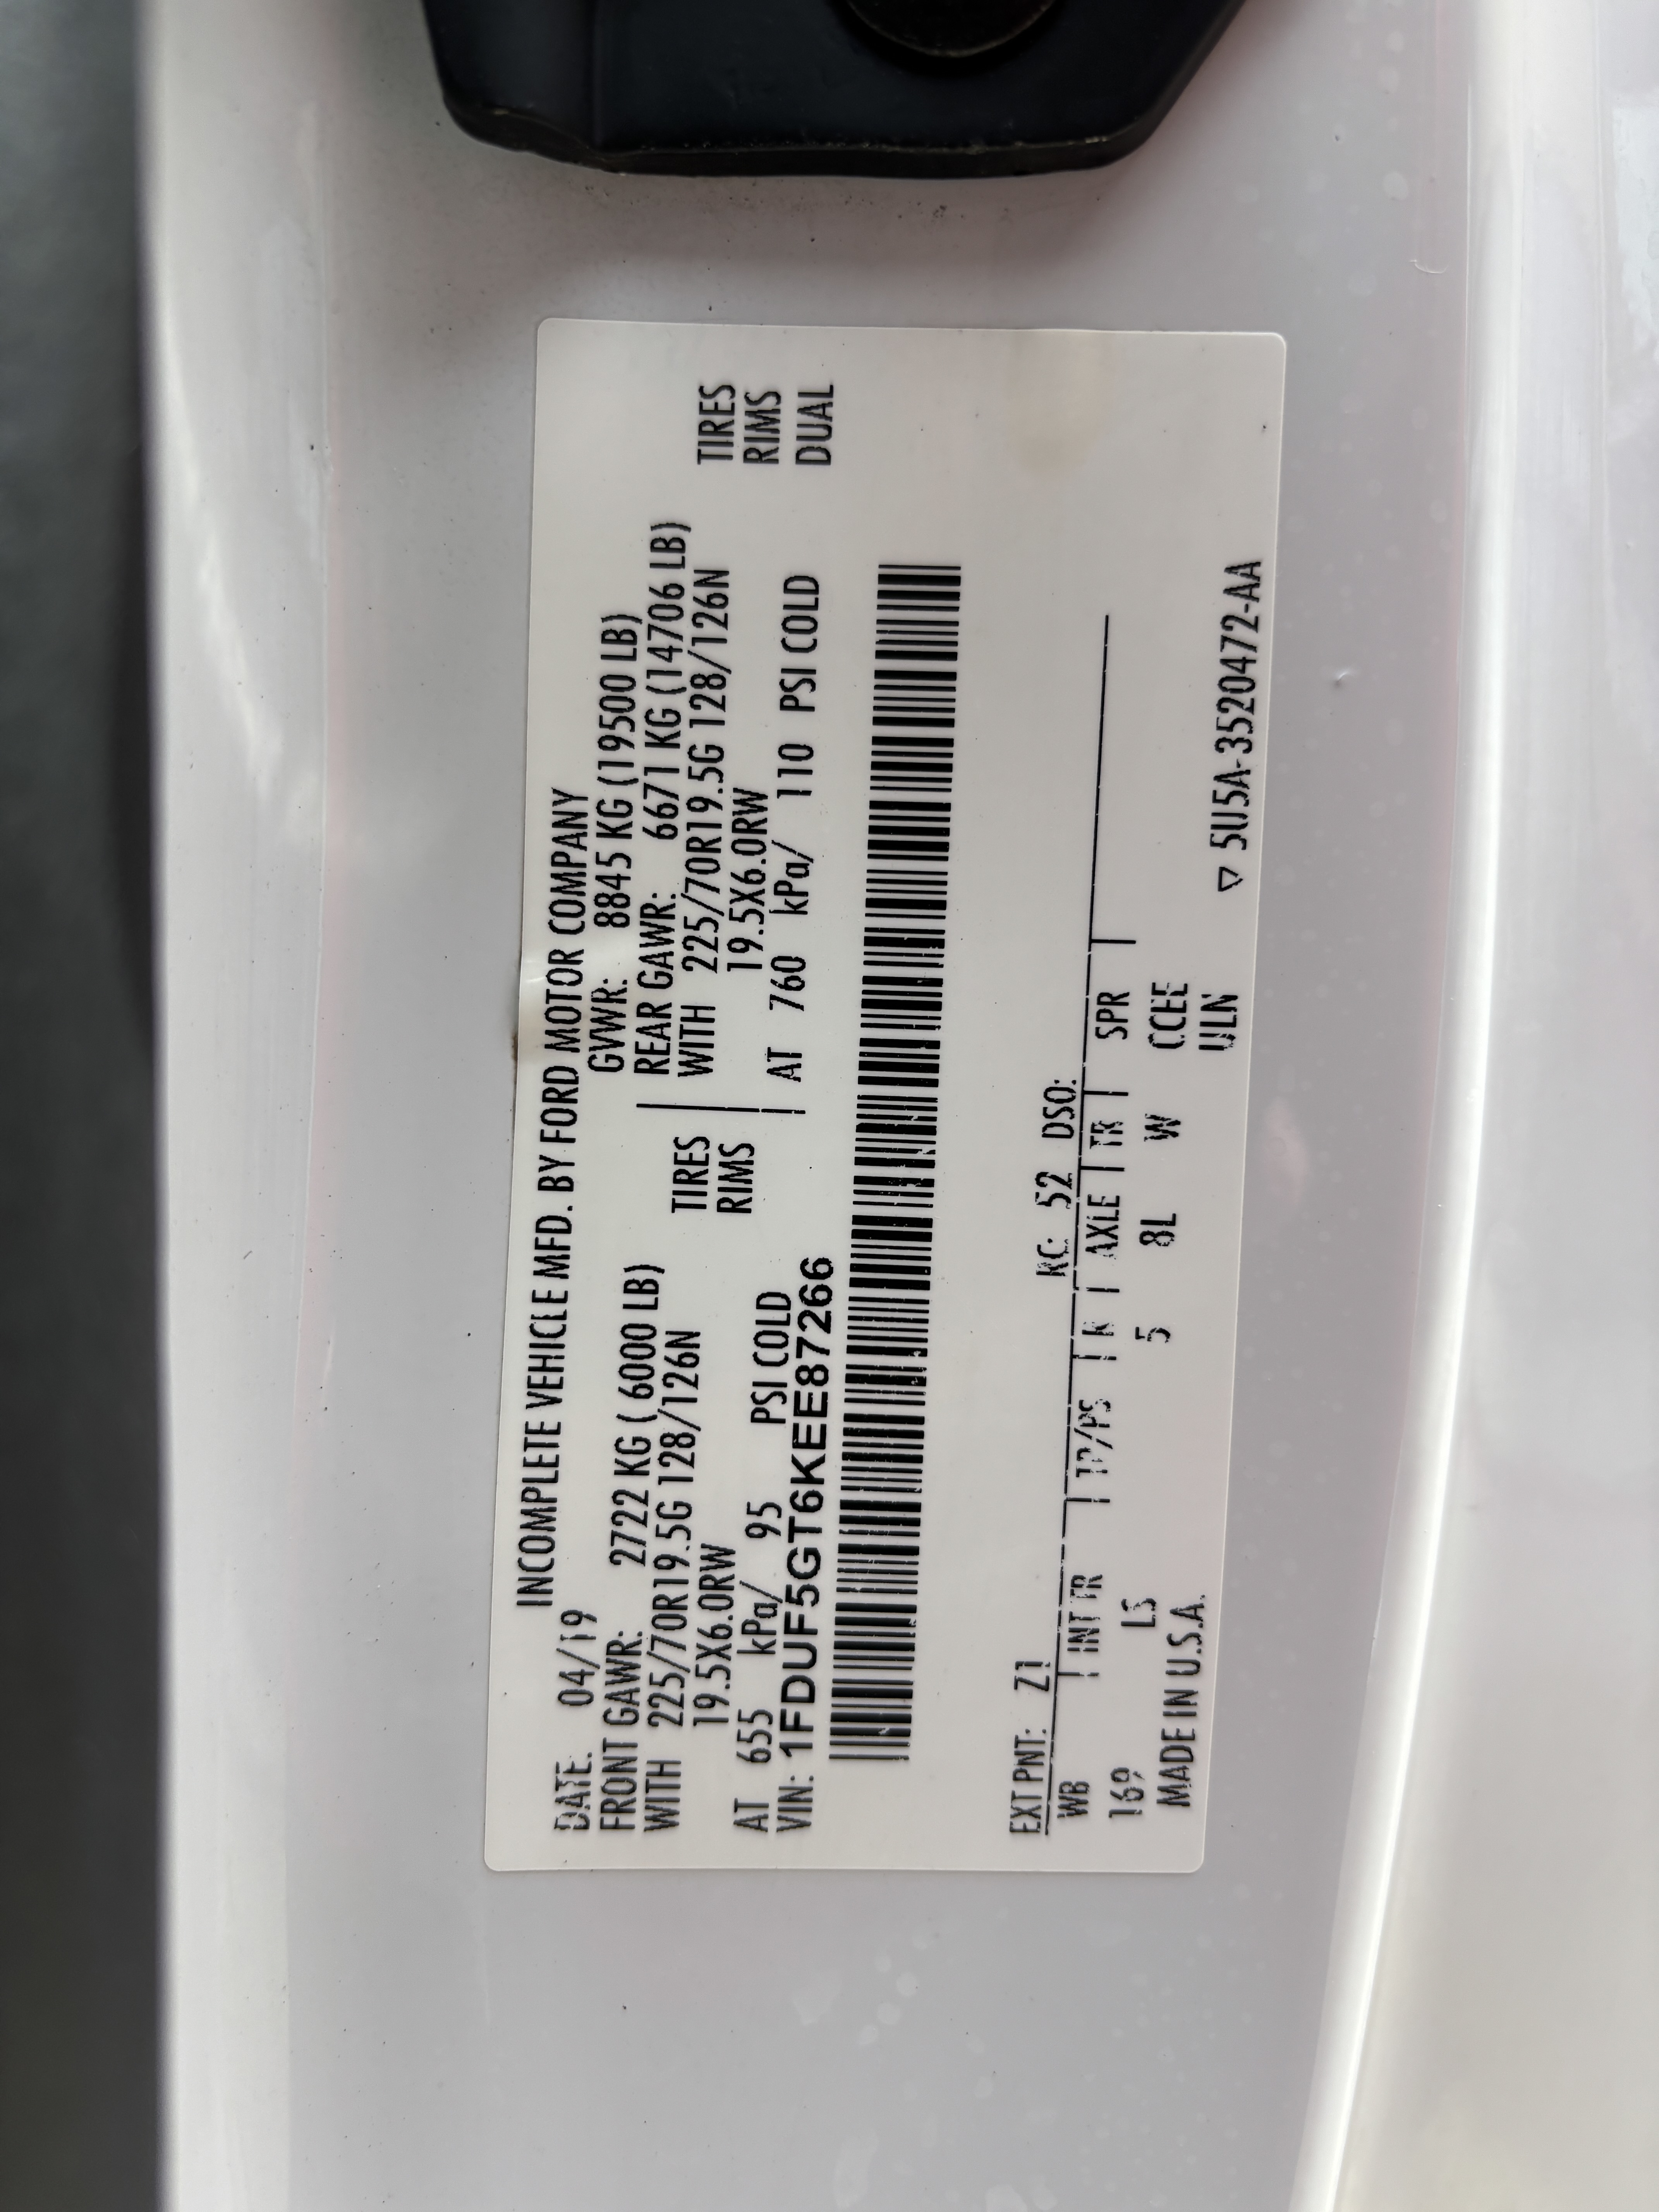 INCOMPLETE VEHICLE MFD. BY FORD MOTOR COMPANY
DATE: 04/19
GVWR: 8845 KG (19500 LB)
FRONT GAWR: 2722 KG ( 6000 LB)
REAR GAWR: 6671 KG (14706 LB)
WITH 225/70R19.5G 128/126N TIRES
WITH 225/70R19.5G 128/126N TIRES
19.5X6.0RW RIMS
19.5X6.0RW RIMS
AT 655 kPa/ 95 PSI COLD
AT 760 kPa/ 110 PSI COLD DUAL
VIN: 1FDUF5GT6KEE87266
EXT PNT: Z1 RC: 52 DSO:
WB INT TR TP/PS R AXLE TR SPR
169 LS 5 8L W CCEE
MADE IN U.S.A. ULN
▽ 5U5A-3520472-AA